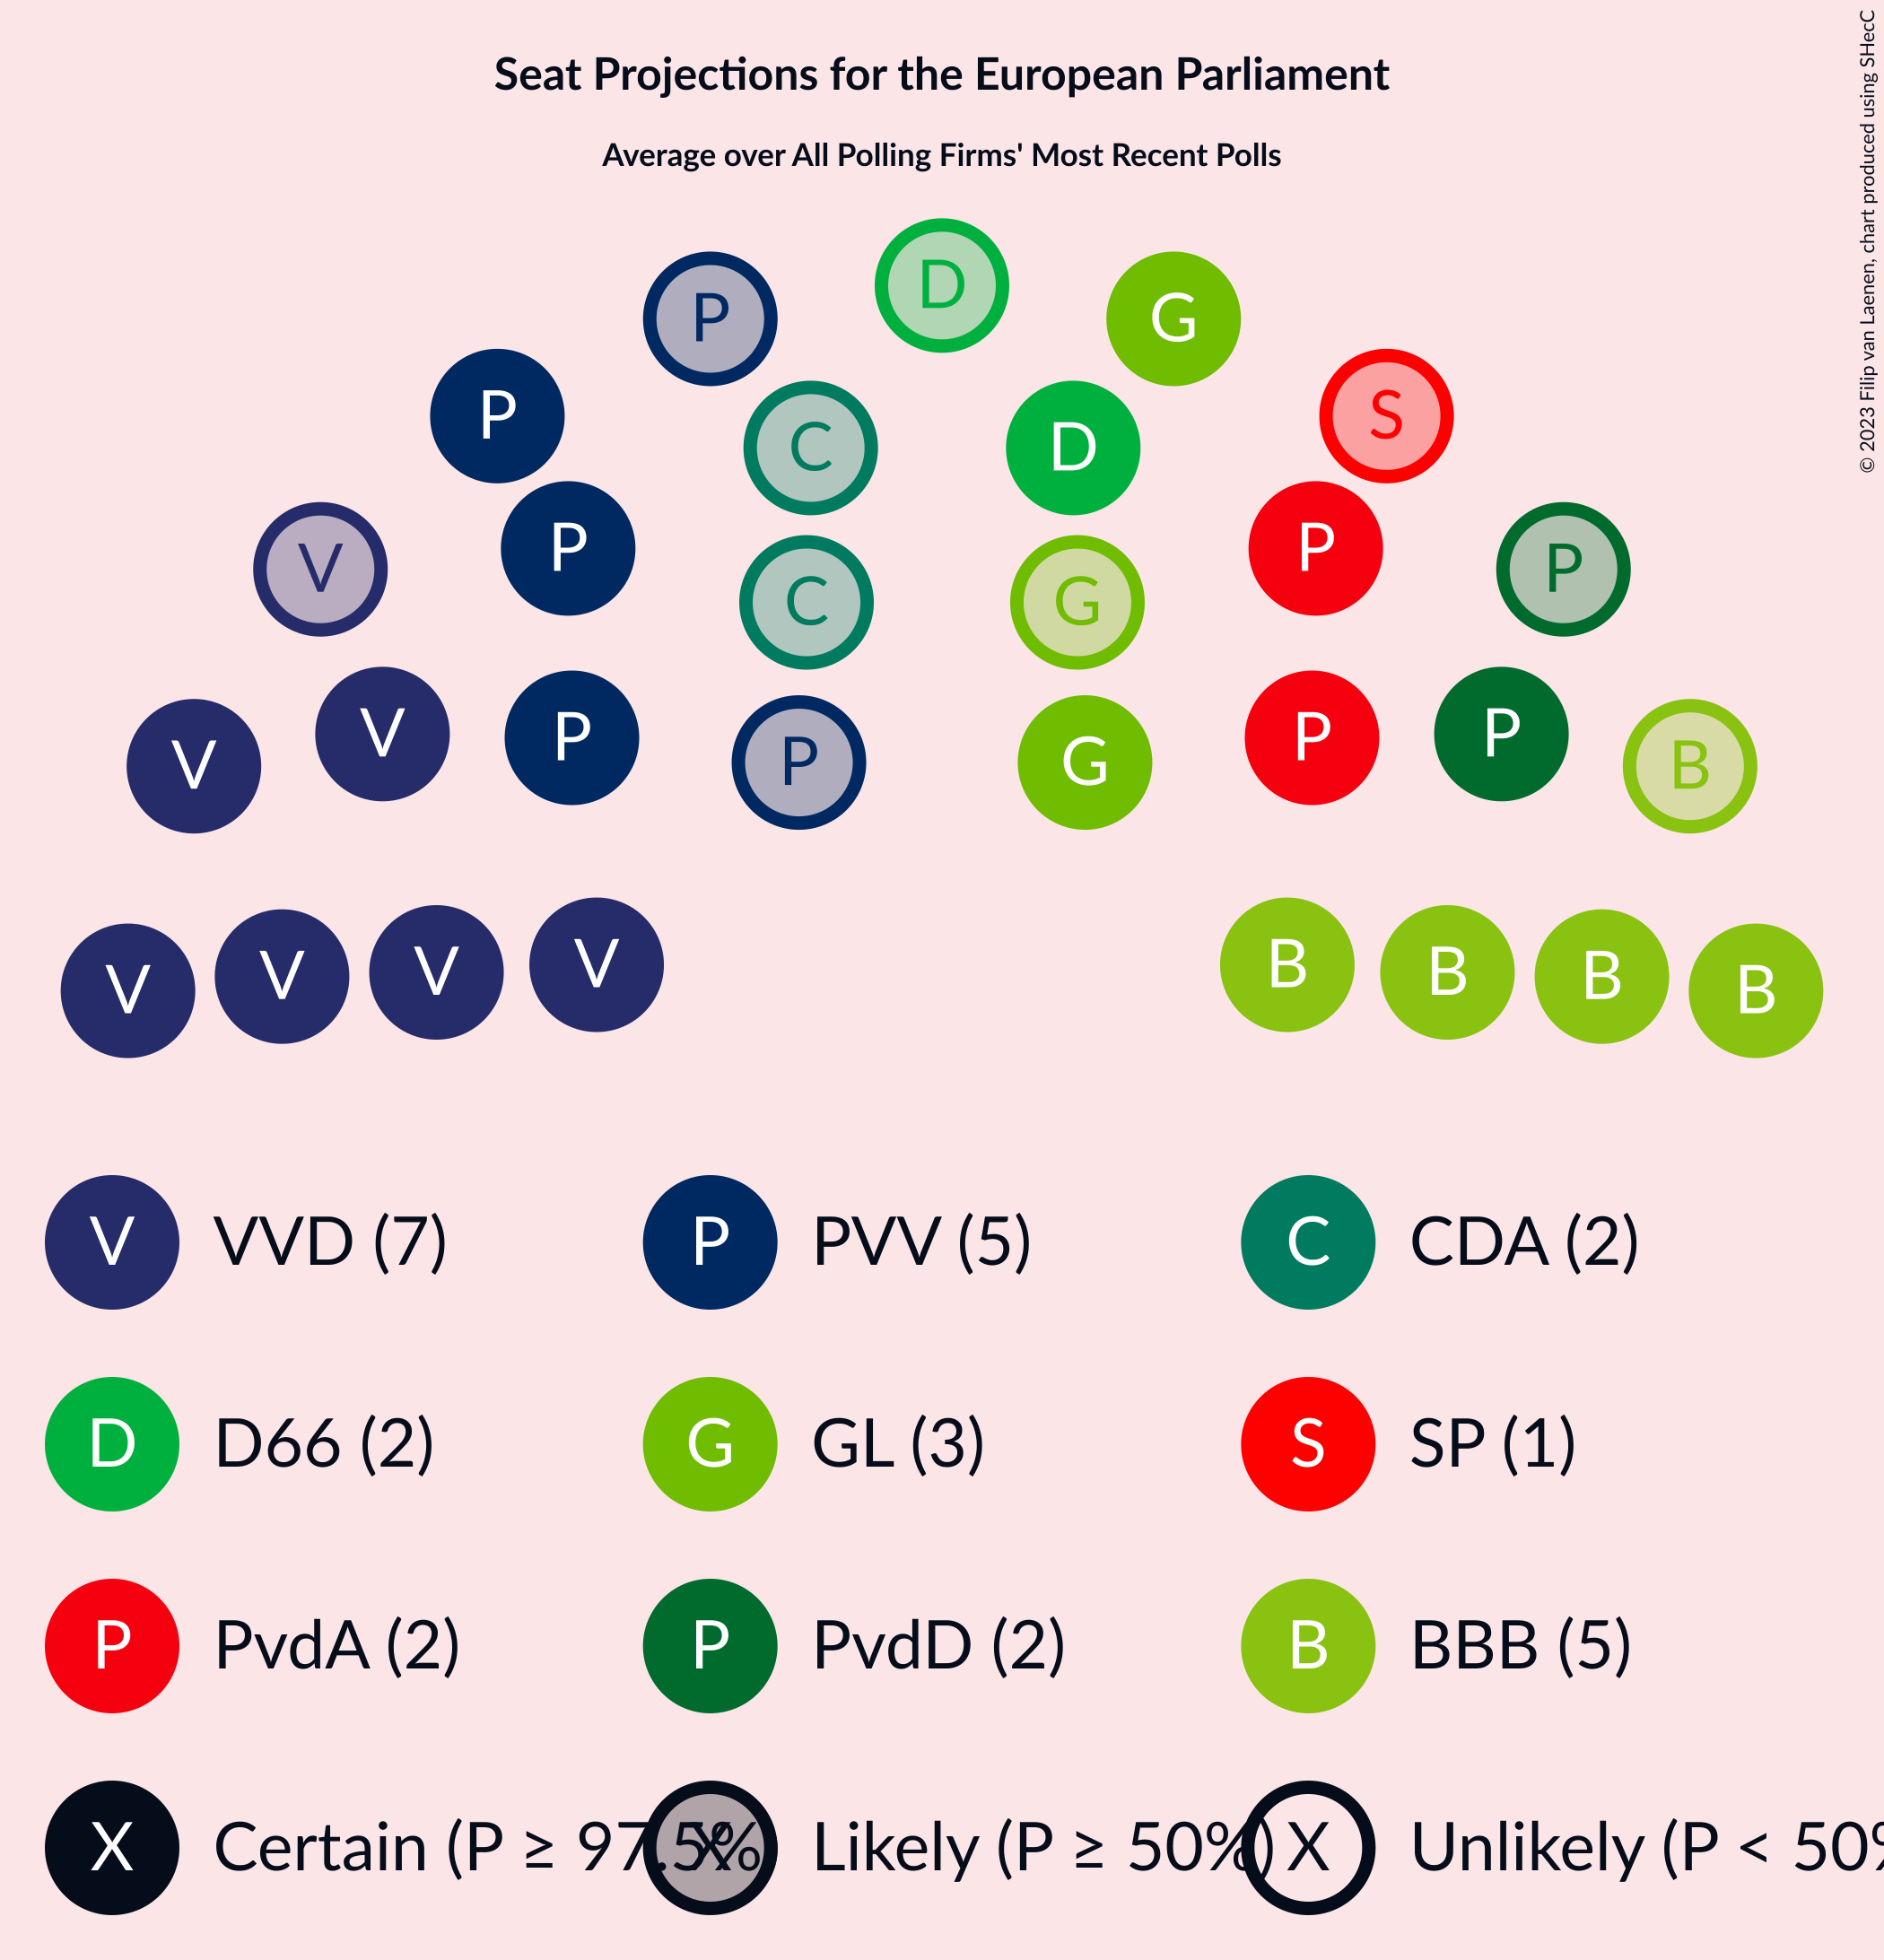 Seat Projections for the European Parliament
Average over All Polling Firms' Most Recent Polls
© 2023 Filip van Laenen, chart produced using SHecC
D
P G
P S
C D
P P
V P
C G
V P P P
V P G B
V V V V B B B B
V VVD (7) P PVV (5) C CDA (2)
D D66 (2) G GL (3) S SP (1)
P PvdA (2) P PvdD (2) B BBB (5)
X Certain (P ≥ 97.5% X Likely (P ≥ 50%) X Unlikely (P < 50%